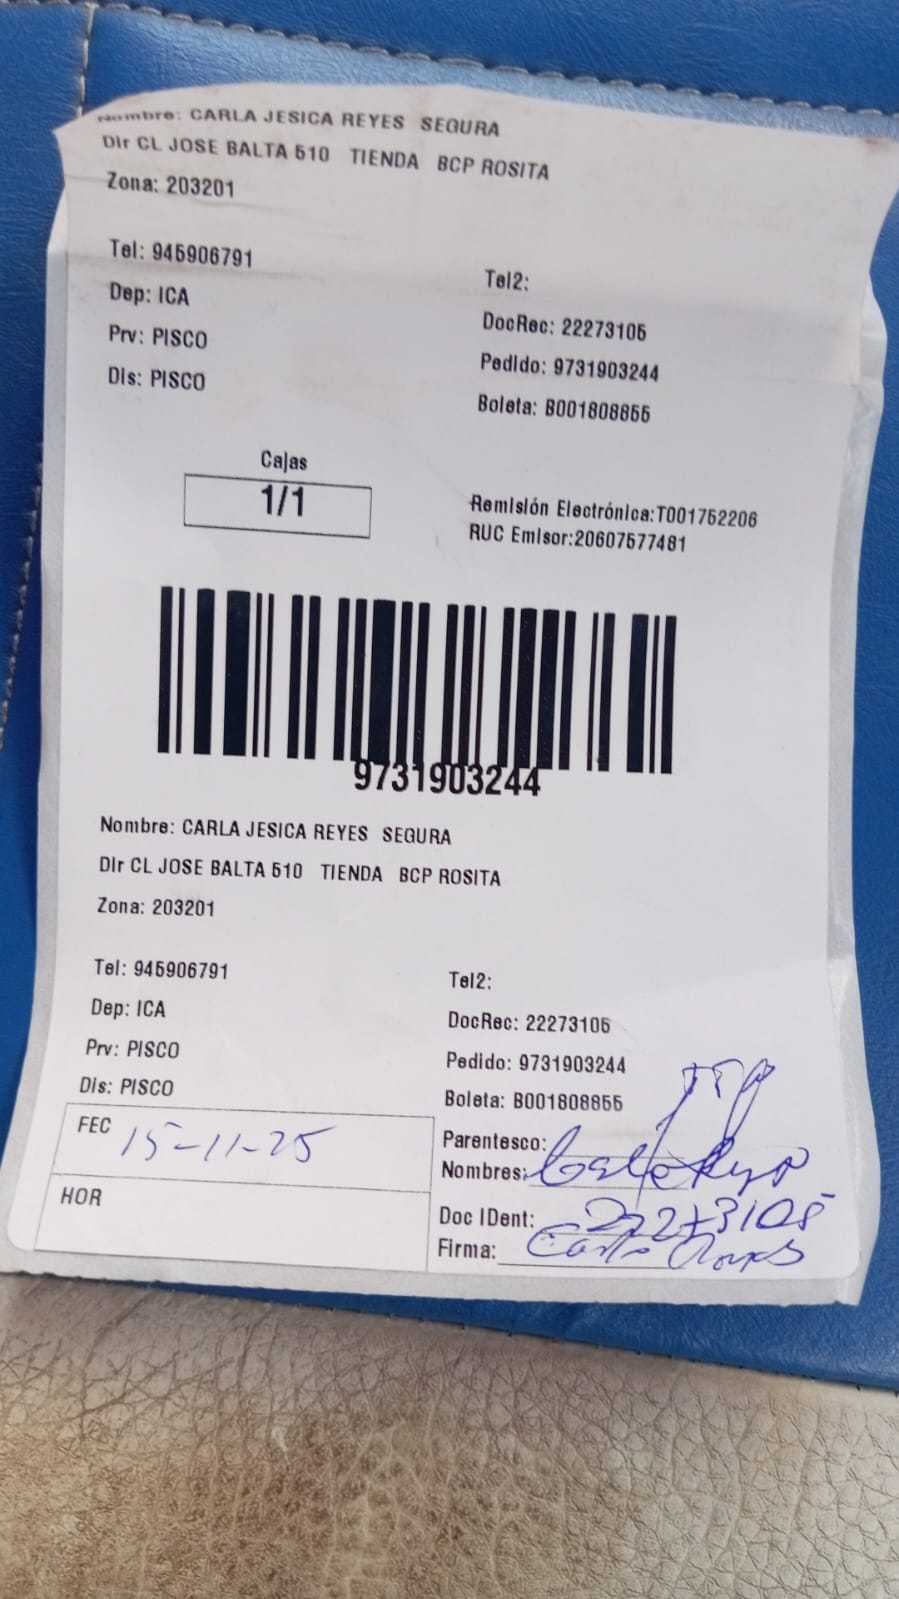 Nombre: CARLA JESICA REYES SEGURA
Dir CL JOSE BALTA 510 TIENDA BCP ROSITA
Zona: 203201
Tel: 945906791
Tel2:
Dep: ICA
DocRec: 22273105
Prv: PISCO
Pedido: 9731903244
Dis: PISCO
Boleta: B001808855
Cajas
1/1
Remisión Electrónica:T001752206
RUC Emisor:20607577481
9731903244
Nombre: CARLA JESICA REYES SEGURA
Dir CL JOSE BALTA 510 TIENDA BCP ROSITA
Zona: 203201
Tel: 945906791
Tel2:
Dep: ICA
DocRec: 22273105
Prv: PISCO
Pedido: 9731903244
Dis: PISCO
Boleta: B001808855
FEC 15-11-25
Parentesco:
Nombres: Carla Reyes
HOR
Doc IDent: 22273105
Firma: Carla